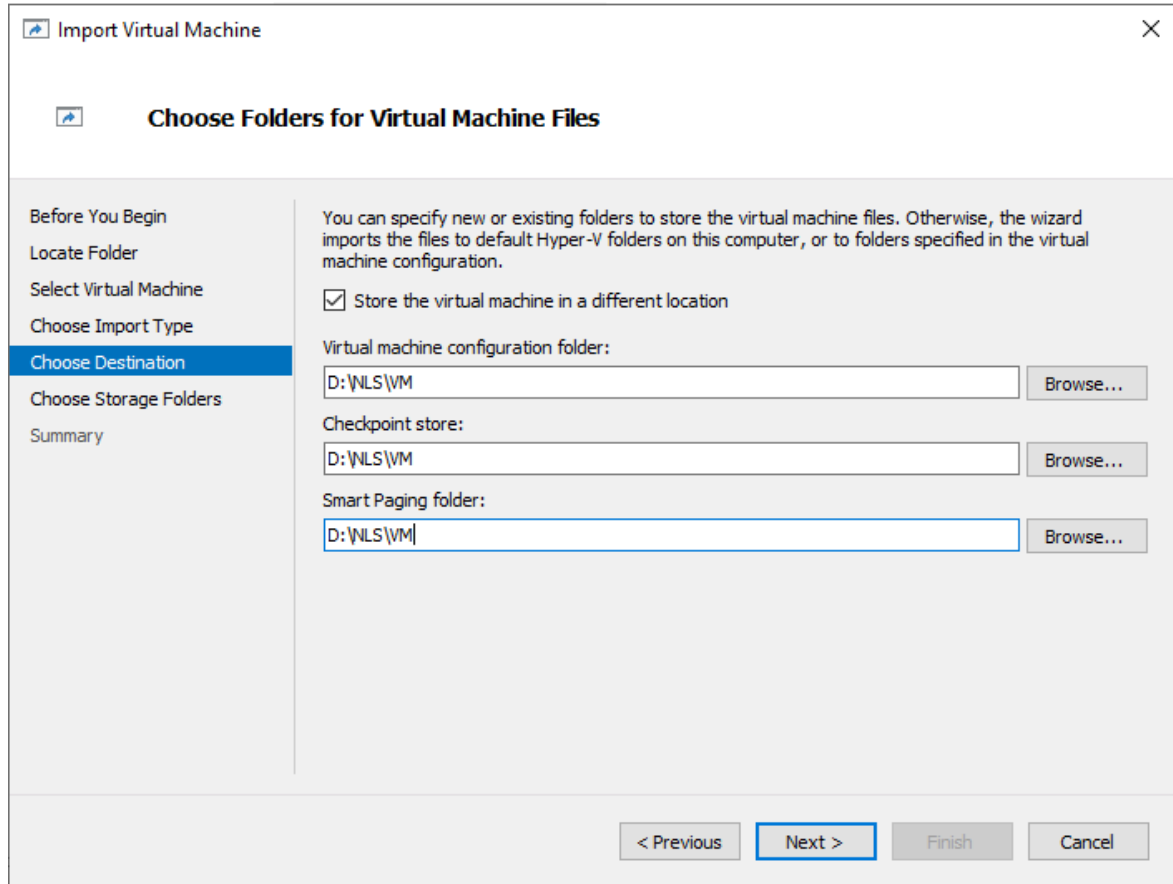 Import Virtual Machine
Choose Folders for Virtual Machine Files
Before You Begin
Locate Folder
Select Virtual Machine
Choose Import Type
Choose Destination
Choose Storage Folders
Summary
You can specify new or existing folders to store the virtual machine files. Otherwise, the wizard
imports the files to default Hyper-V folders on this computer, or to folders specified in the virtual
machine configuration.
Store the virtual machine in a different location
Virtual machine configuration folder:
D:\NLS\VM
Browse...
Checkpoint store:
D:\NLS\VM
Browse...
Smart Paging folder:
D:\NLS\VM
Browse...
< Previous
Next >
Finish
Cancel